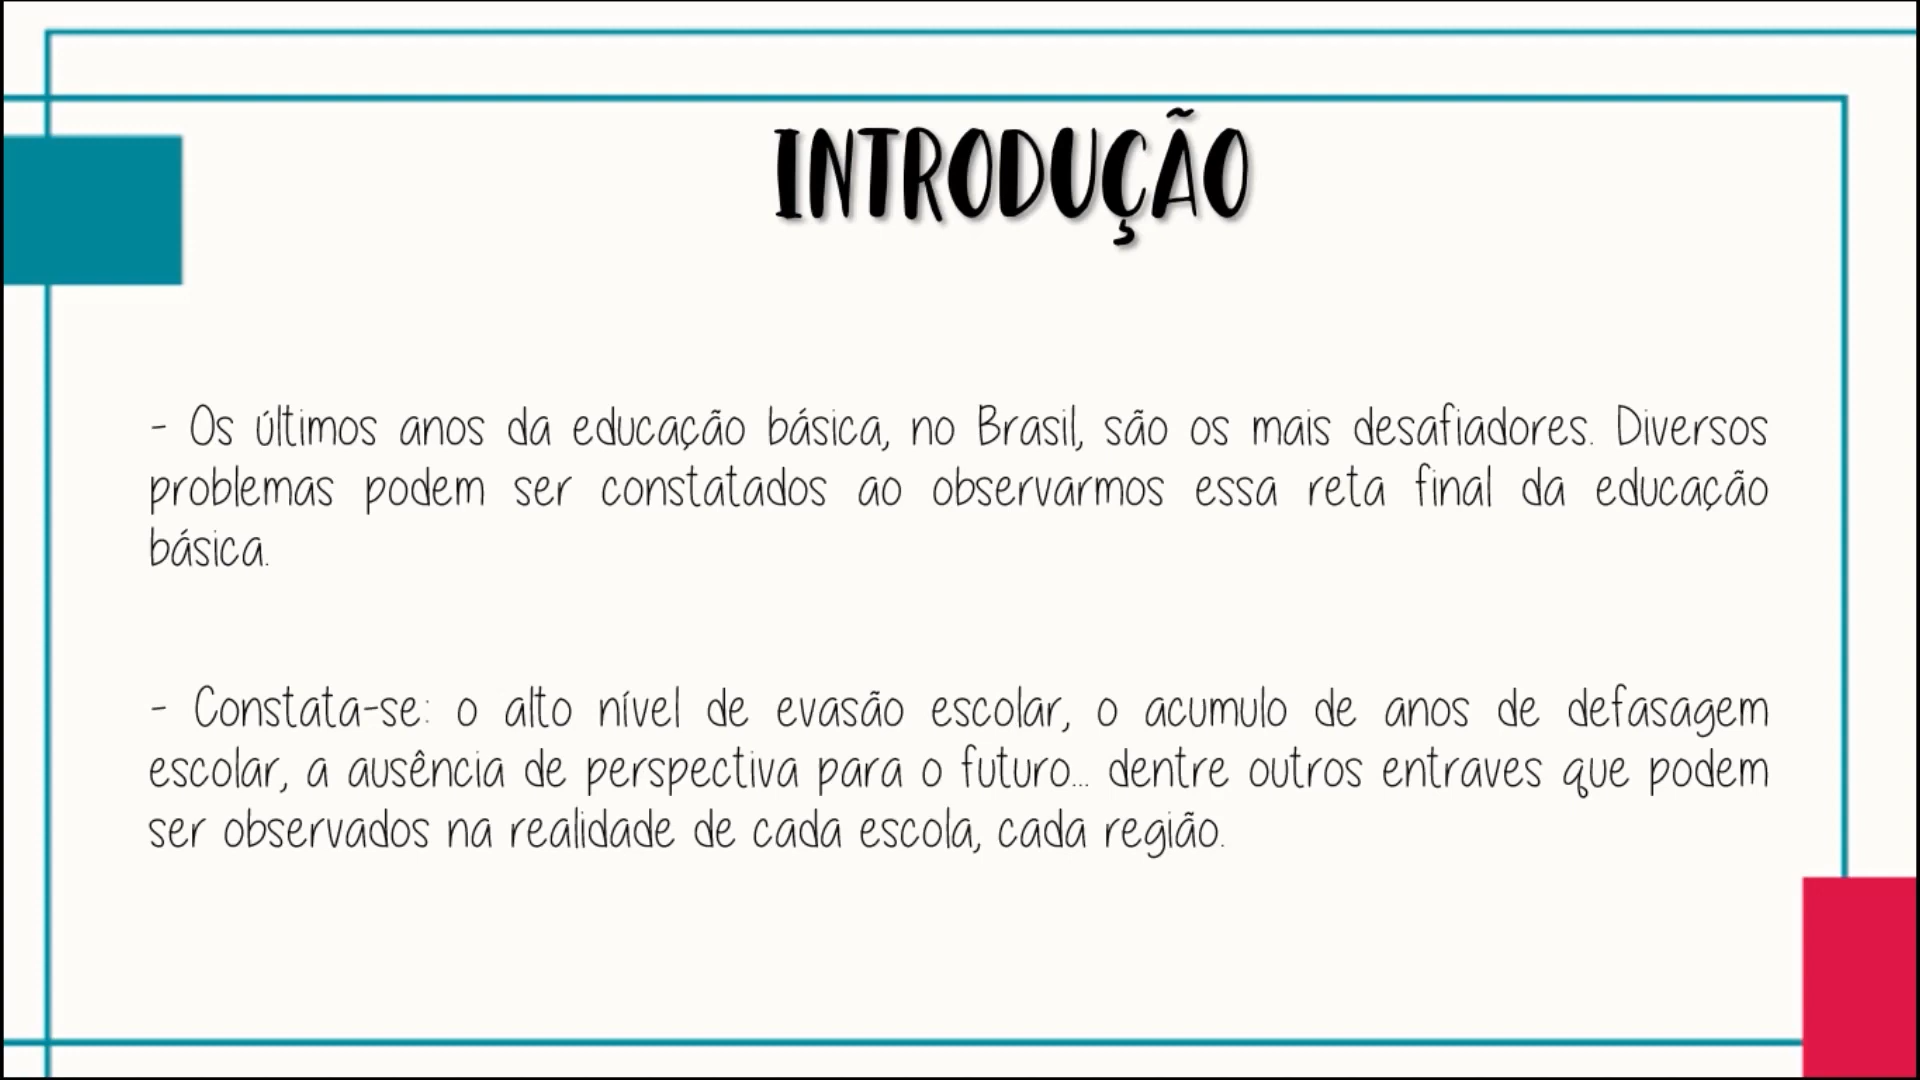 INTRODUÇÃO
- Os últimos anos da educação básica, no Brasil, são os mais desafiadores. Diversos
problemas podem ser constatados ao observarmos essa reta final da educação
básica.
- Constata-se: o alto nível de evasão escolar, o acumulo de anos de defasagem
escolar, a ausência de perspectiva para o futuro... dentre outros entraves que podem
ser observados na realidade de cada escola, cada região.